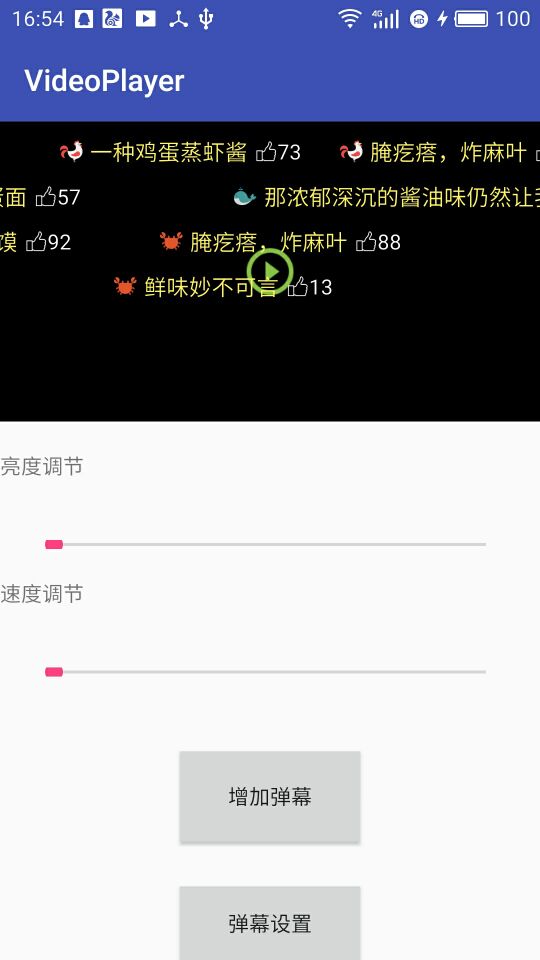 16:54 4G HD 100
VideoPlayer
一种鸡蛋蒸虾酱 73 腌疙瘩，炸麻叶
面 57 那浓郁深沉的酱油味仍然让
馍 92 腌疙瘩，炸麻叶 88
鲜味妙不可言 13
亮度调节
速度调节
增加弹幕
弹幕设置